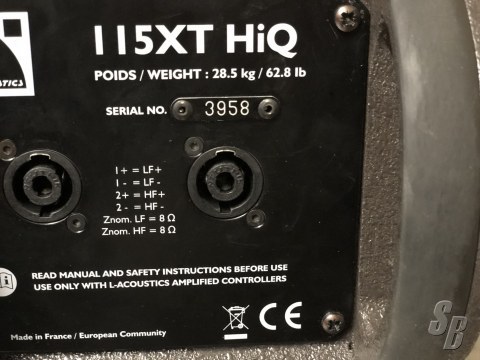 115XT HiQ
POIDS / WEIGHT : 28.5 kg / 62.8 lb
STICS
SERIAL NO. 3958
1+ = LF+
1 - = LF -
2+ = HF+
2 - = HF -
Znom. LF = 8 Ω
Znom. HF = 8 Ω
READ MANUAL AND SAFETY INSTRUCTIONS BEFORE USE
USE ONLY WITH L-ACOUSTICS AMPLIFIED CONTROLLERS
CE
Made in France / European Community
SB